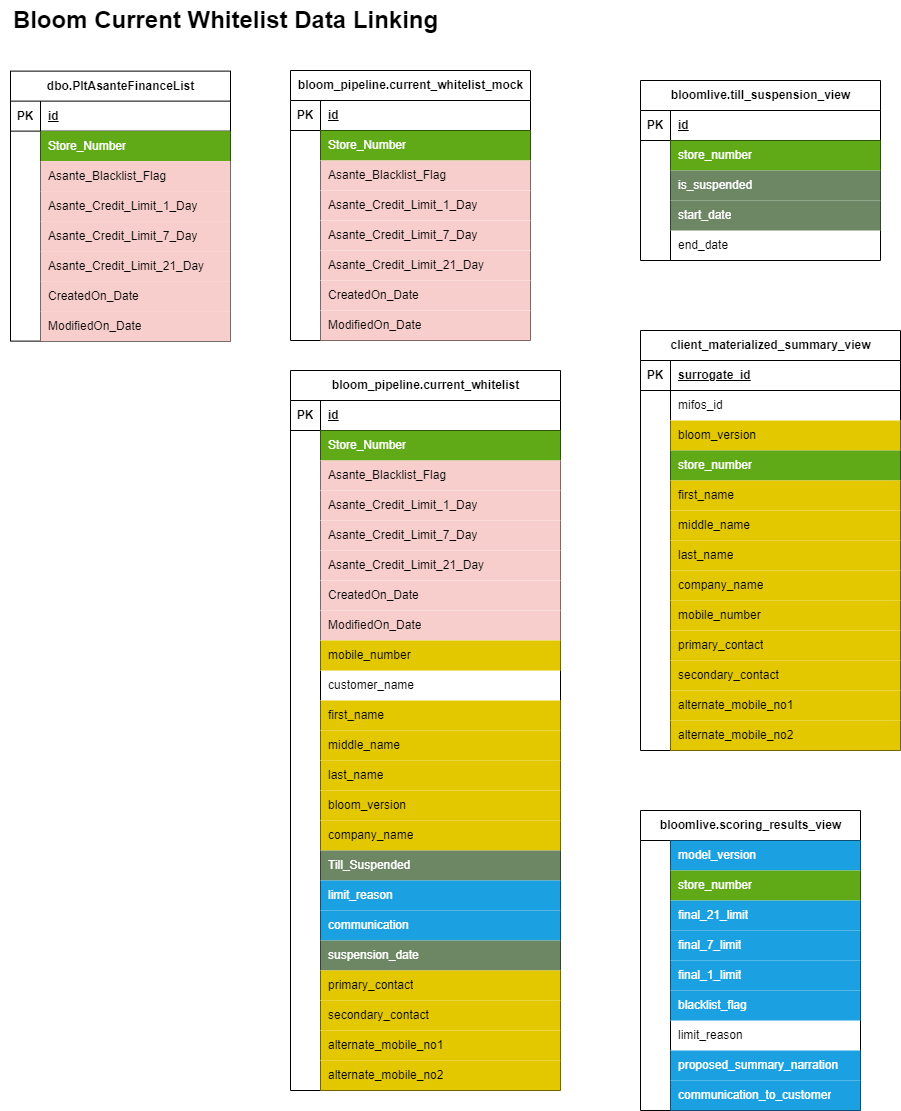 Bloom Current Whitelist Data Linking
dbo.PltAsanteFinanceList
PK id
Store_Number
Asante_Blacklist_Flag
Asante_Credit_Limit_1_Day
Asante_Credit_Limit_7_Day
Asante_Credit_Limit_21_Day
CreatedOn_Date
ModifiedOn_Date
bloom_pipeline.current_whitelist_mock
PK id
Store_Number
Asante_Blacklist_Flag
Asante_Credit_Limit_1_Day
Asante_Credit_Limit_7_Day
Asante_Credit_Limit_21_Day
CreatedOn_Date
ModifiedOn_Date
bloom_pipeline.current_whitelist
PK id
Store_Number
Asante_Blacklist_Flag
Asante_Credit_Limit_1_Day
Asante_Credit_Limit_7_Day
Asante_Credit_Limit_21_Day
CreatedOn_Date
ModifiedOn_Date
mobile_number
customer_name
first_name
middle_name
last_name
bloom_version
company_name
Till_Suspended
limit_reason
communication
suspension_date
primary_contact
secondary_contact
alternate_mobile_no1
alternate_mobile_no2
bloomlive.till_suspension_view
PK id
store_number
is_suspended
start_date
end_date
client_materialized_summary_view
PK surrogate_id
mifos_id
bloom_version
store_number
first_name
middle_name
last_name
company_name
mobile_number
primary_contact
secondary_contact
alternate_mobile_no1
alternate_mobile_no2
bloomlive.scoring_results_view
model_version
store_number
final_21_limit
final_7_limit
final_1_limit
blacklist_flag
limit_reason
proposed_summary_narration
communication_to_customer